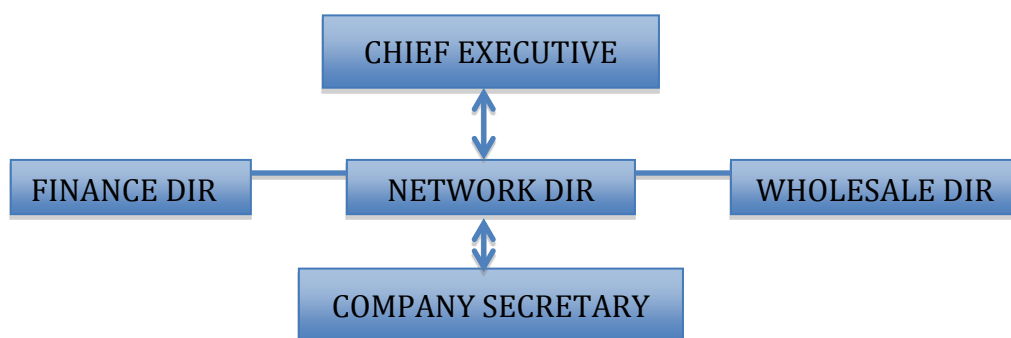 CHIEF EXECUTIVE
FINANCE DIR
NETWORK DIR
WHOLESALE DIR
COMPANY SECRETARY